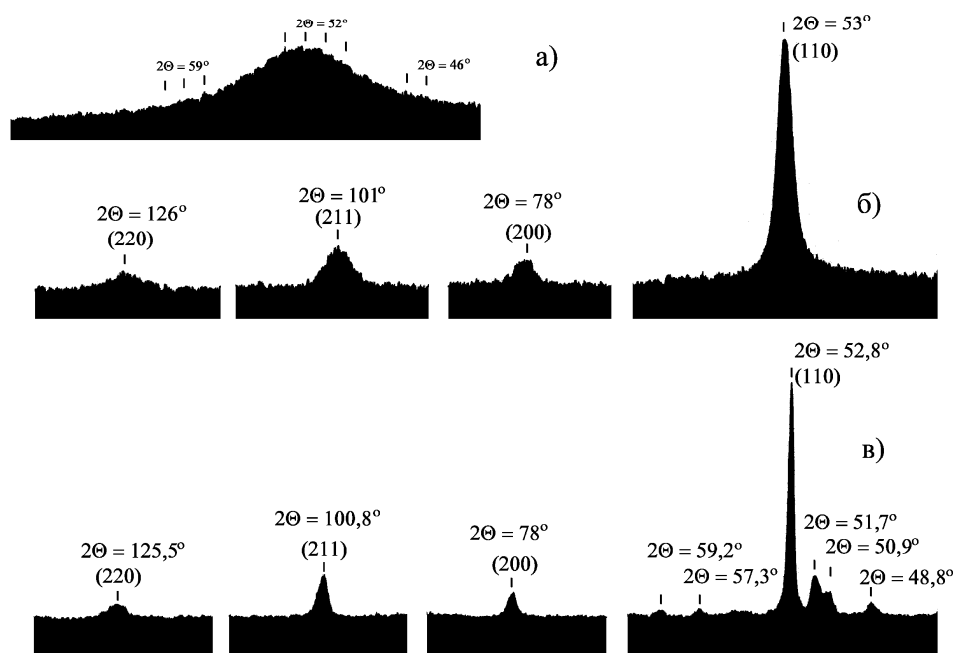 2Θ = 52°
2Θ = 59°
2Θ = 46°
а)
2Θ = 53°
(110)
2Θ = 126°
(220)
2Θ = 101°
(211)
2Θ = 78°
(200)
б)
2Θ = 52,8°
(110)
в)
2Θ = 125,5°
(220)
2Θ = 100,8°
(211)
2Θ = 78°
(200)
2Θ = 59,2°
2Θ = 57,3°
2Θ = 51,7°
2Θ = 50,9°
2Θ = 48,8°